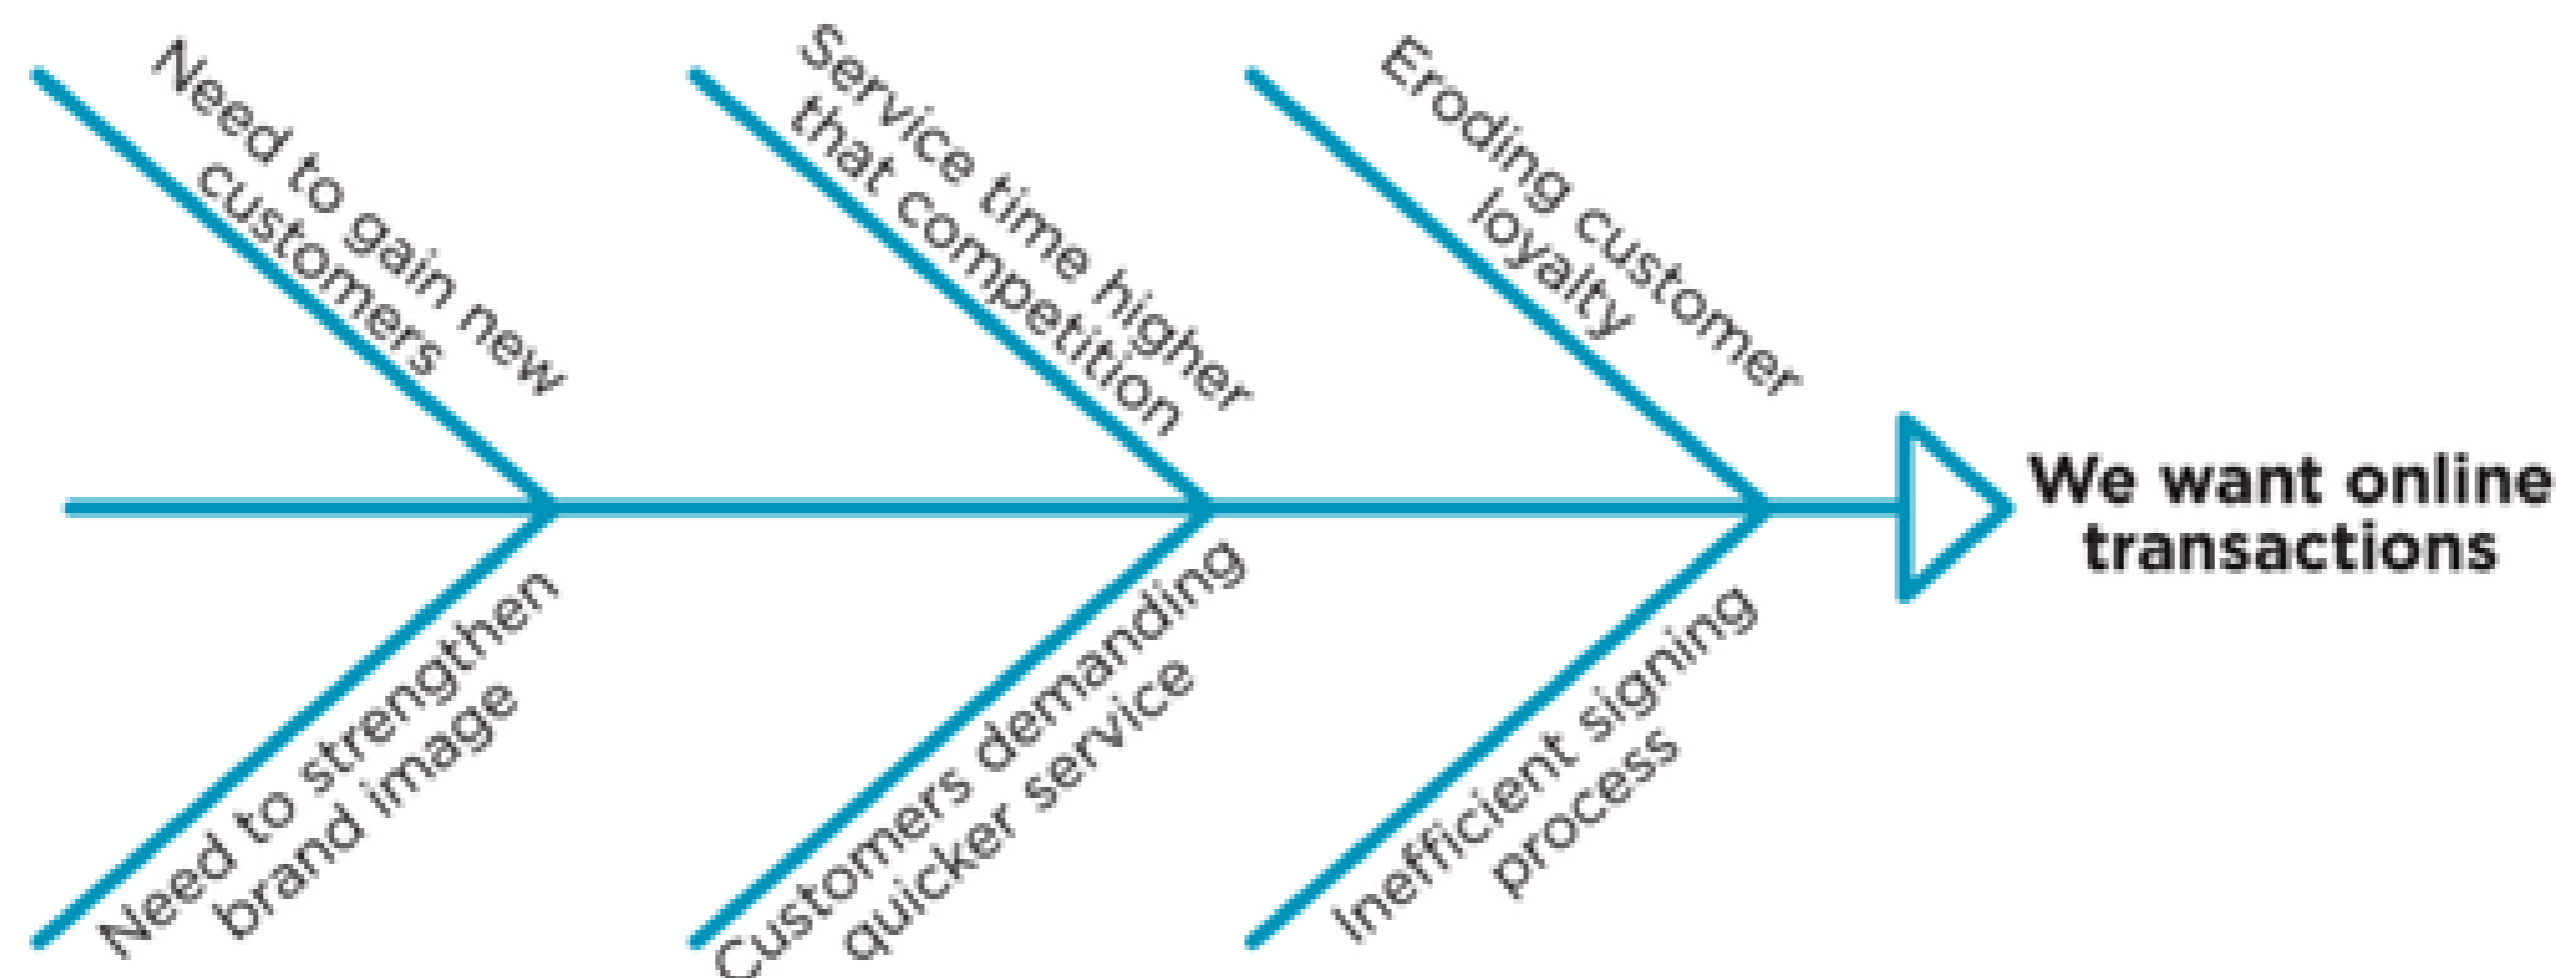 Need to gain new
customers
Service time higher
that competition
Eroding customer
loyalty
We want online
transactions
Need to strengthen
brand image
Customers demanding
quicker service
Inefficient signing
process